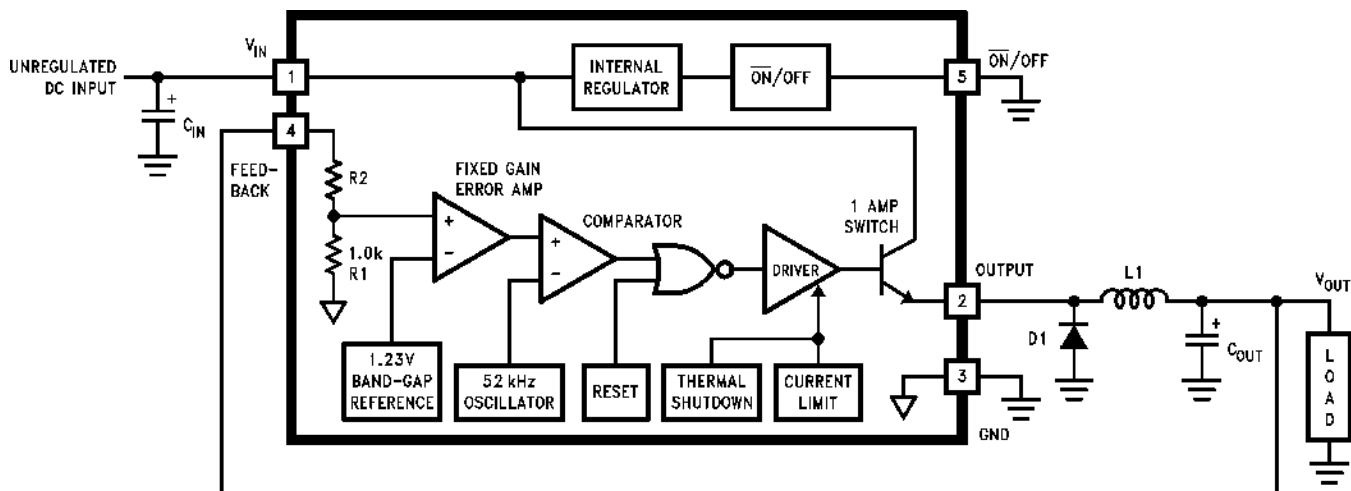 V_IN
UNREGULATED
DC INPUT
1
INTERNAL
REGULATOR
ON/OFF
5
ON/OFF
+
C_IN
4
FEED-
BACK
R2
FIXED GAIN
ERROR AMP
+
-
1.0k
R1
COMPARATOR
+
-
DRIVER
1 AMP
SWITCH
OUTPUT
2
L1
V_OUT
D1
+
C_OUT
LOAD
1.23V
BAND-GAP
REFERENCE
52 kHz
OSCILLATOR
RESET
THERMAL
SHUTDOWN
CURRENT
LIMIT
3
GND